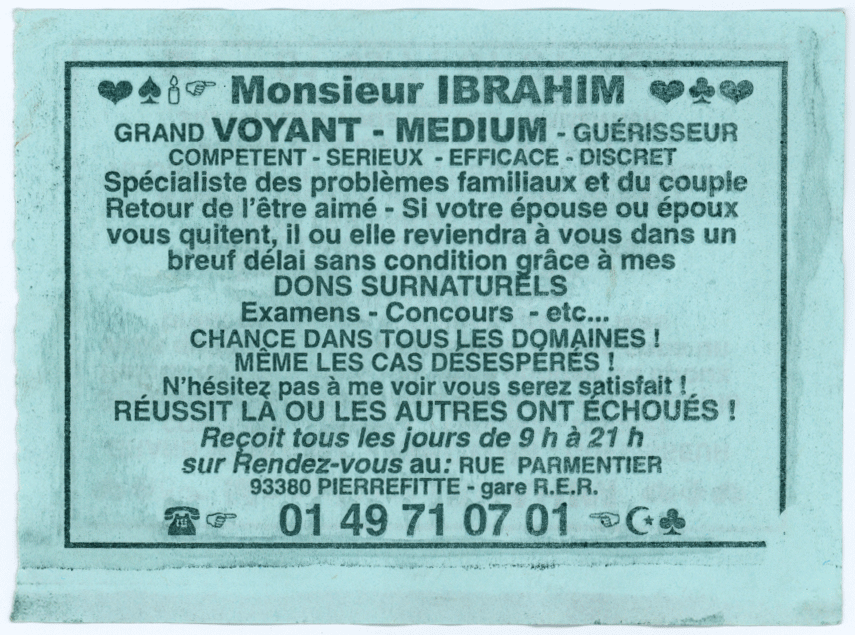 Monsieur IBRAHIM
GRAND VOYANT - MEDIUM - GUÉRISSEUR
COMPETENT - SERIEUX - EFFICACE - DISCRET
Spécialiste des problèmes familiaux et du couple
Retour de l'être aimé - Si votre épouse ou époux
vous quitent, il ou elle reviendra à vous dans un
breuf délai sans condition grâce à mes
DONS SURNATURELS
Examens - Concours - etc...
CHANCE DANS TOUS LES DOMAINES !
MÊME LES CAS DÉSESPÉRÉS !
N'hésitez pas à me voir vous serez satisfait !
RÉUSSIT LÀ OU LES AUTRES ONT ÉCHOUÉS !
Reçoit tous les jours de 9 h à 21 h
sur Rendez-vous au: RUE PARMENTIER
93380 PIERREFITTE - gare R.E.R.
01 49 71 07 01